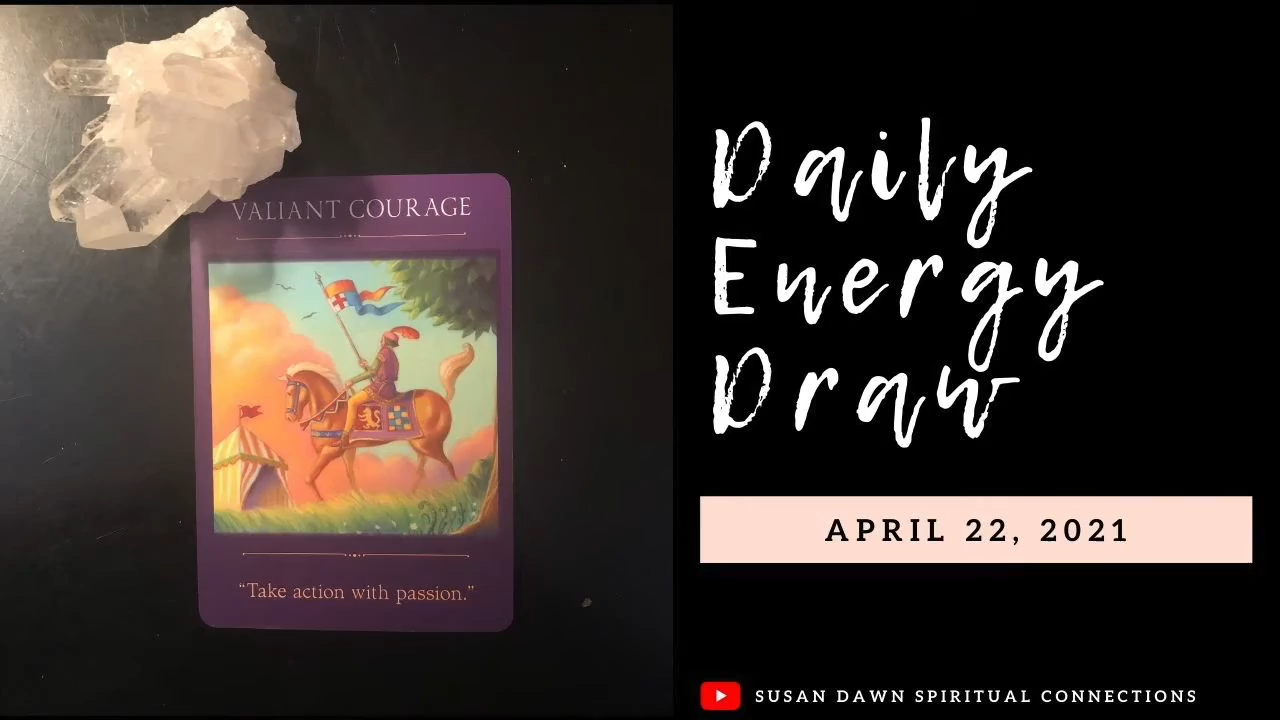 VALIANT COURAGE
"Take action with passion."
Daily
Energy
Draw
APRIL 22, 2021
SUSAN DAWN SPIRITUAL CONNECTIONS